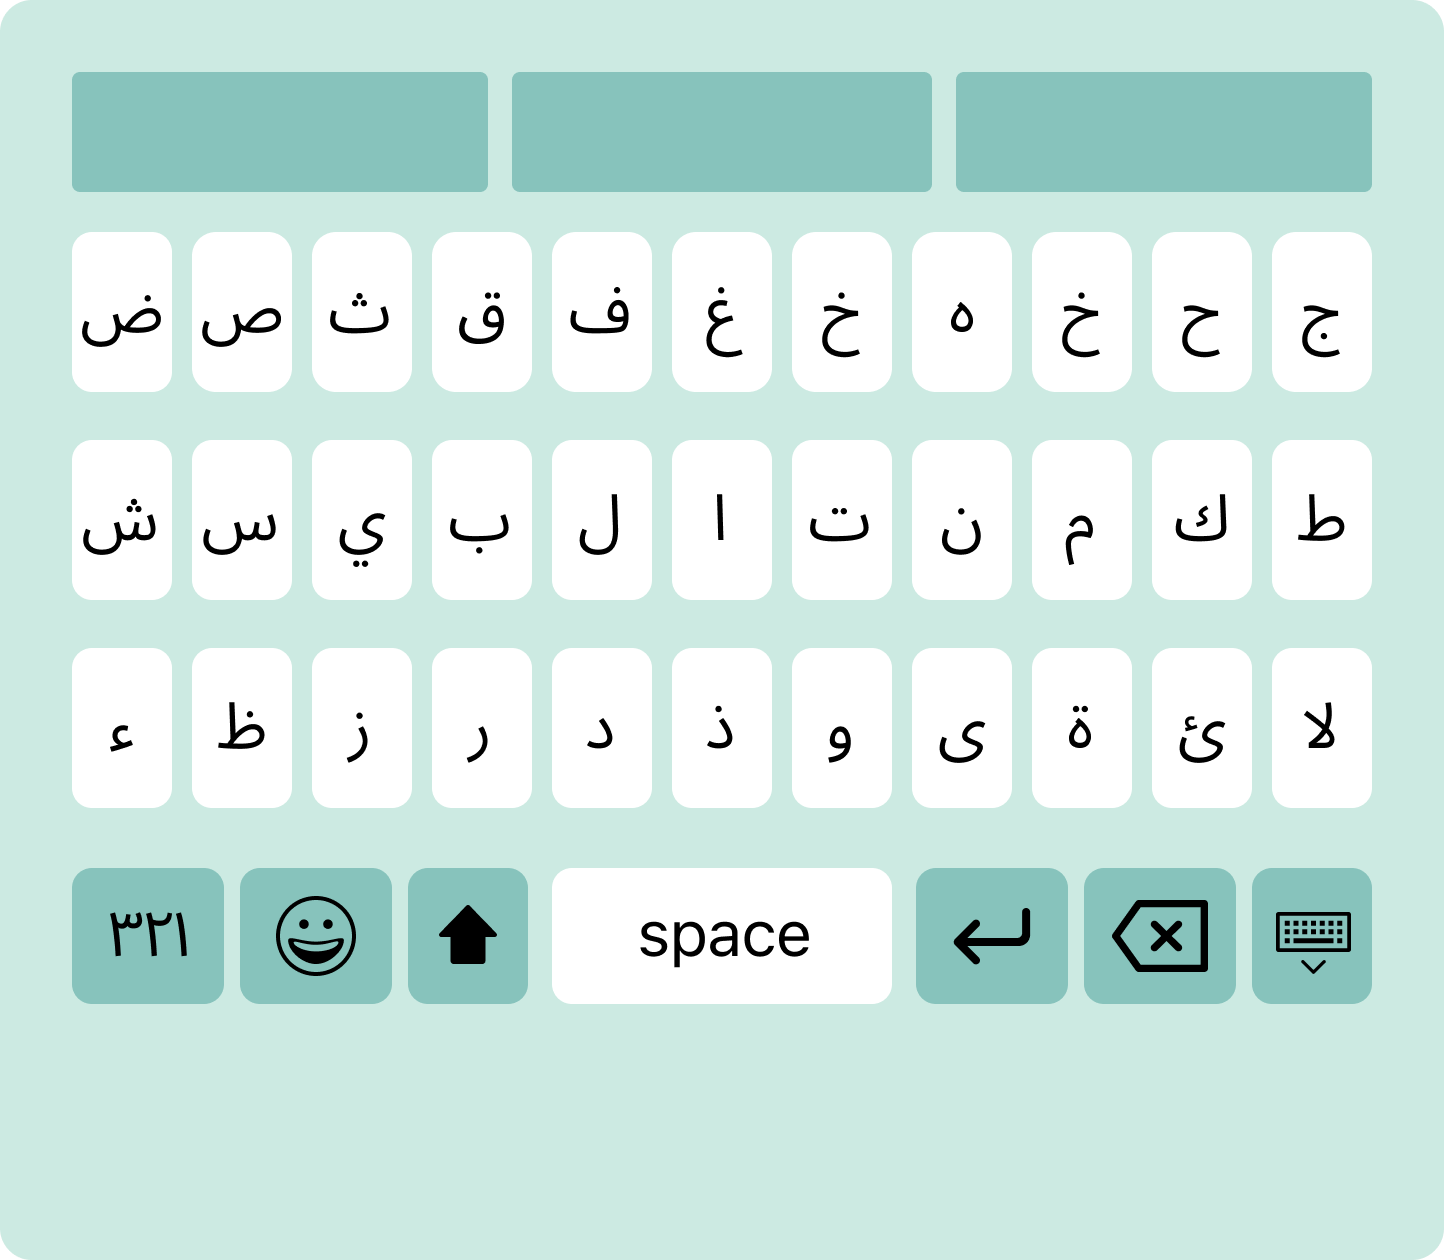 ج ح خ ه خ غ ف ق ث ص ض
ط ك م ن ت ا ل ب ي س ش
لا ئ ة ى و ذ د ر ز ظ ء
٣٢١ space